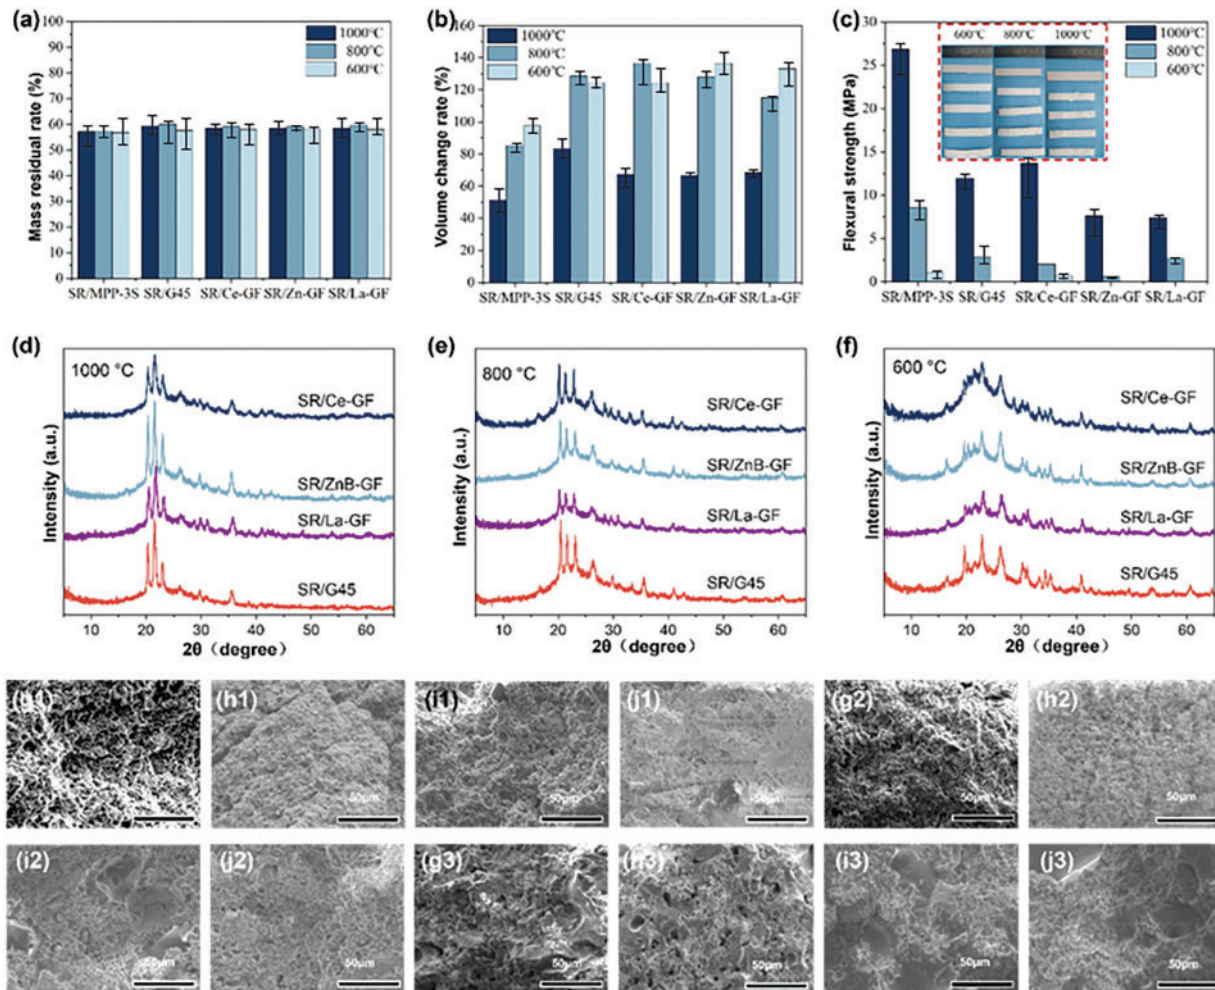 (a)
1000℃
800℃
600℃
Mass residual rate (%)
100
90
80
70
60
50
40
30
20
10
0
SR/MPP-3S SR/G45 SR/Ce-GF SR/Zn-GF SR/La-GF
(b)
1000℃
800℃
600℃
Volume change rate (%)
160
140
120
100
80
60
40
20
0
SR/MPP-3S SR/G45 SR/Ce-GF SR/Zn-GF SR/La-GF
(c)
1000℃
800℃
600℃
600℃ 800℃ 1000℃
Flexural strength (MPa)
30
25
20
15
10
5
0
SR/MPP-3S SR/G45 SR/Ce-GF SR/Zn-GF SR/La-GF
(d)
1000 °C
SR/Ce-GF
SR/ZnB-GF
SR/La-GF
SR/G45
Intensity (a.u.)
10 20 30 40 50 60
2θ（degree）
(e)
800 °C
SR/Ce-GF
SR/ZnB-GF
SR/La-GF
SR/G45
Intensity (a.u.)
10 20 30 40 50 60
2θ（degree）
(f)
600 °C
SR/Ce-GF
SR/ZnB-GF
SR/La-GF
SR/G45
Intensity (a.u.)
10 20 30 40 50 60
2θ（degree）
(h1) (i1) (j1) (g2) (h2)
50μm 50μm 50μm 50μm 50μm
(i2) (j2) (g3) (h3) (i3) (j3)
50μm 50μm 50μm 50μm 50μm 50μm